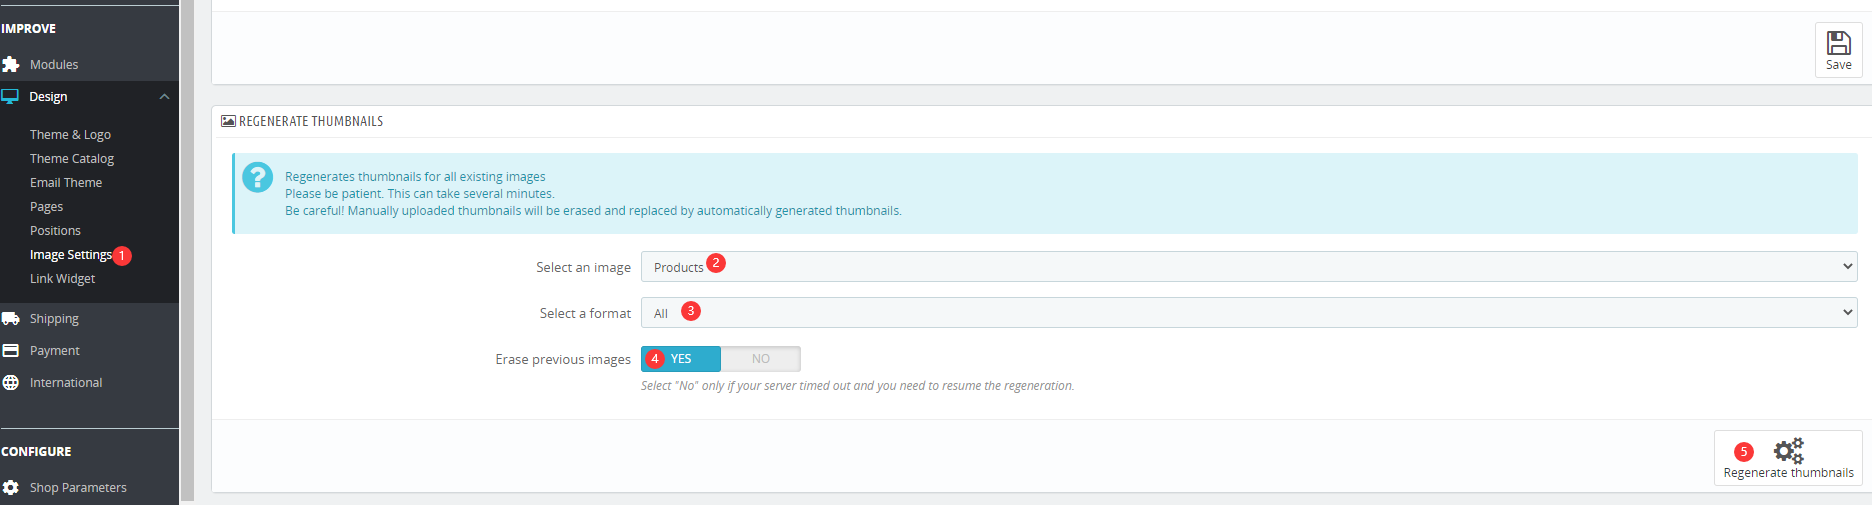 IMPROVE
Modules
Design
Theme & Logo
Theme Catalog
Email Theme
Pages
Positions
Image Settings 1
Link Widget
Shipping
Payment
International
CONFIGURE
Shop Parameters
Save
REGENERATE THUMBNAILS
?
Regenerates thumbnails for all existing images
Please be patient. This can take several minutes.
Be careful! Manually uploaded thumbnails will be erased and replaced by automatically generated thumbnails.
Select an image Products 2
Select a format All 3
Erase previous images 4 YES NO
Select "No" only if your server timed out and you need to resume the regeneration.
5
Regenerate thumbnails